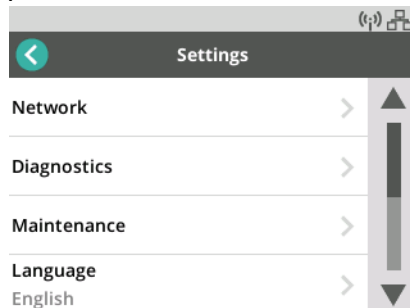 Settings
Network
Diagnostics
Maintenance
Language
English